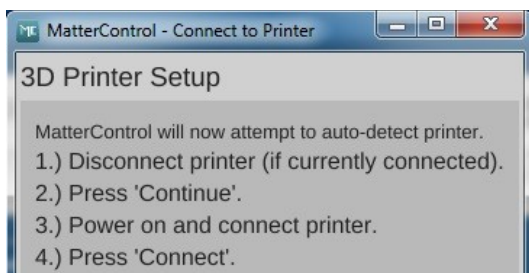 MC MatterControl - Connect to Printer
3D Printer Setup
MatterControl will now attempt to auto-detect printer.
1.) Disconnect printer (if currently connected).
2.) Press 'Continue'.
3.) Power on and connect printer.
4.) Press 'Connect'.